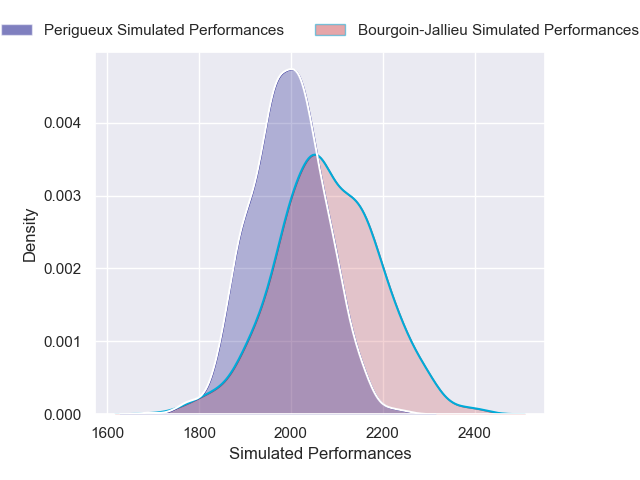 Perigueux Simulated Performances Bourgoin-Jallieu Simulated Performances
0.004
0.003
0.002
0.001
0.000
Density
1600 1800 2000 2200 2400
Simulated Performances